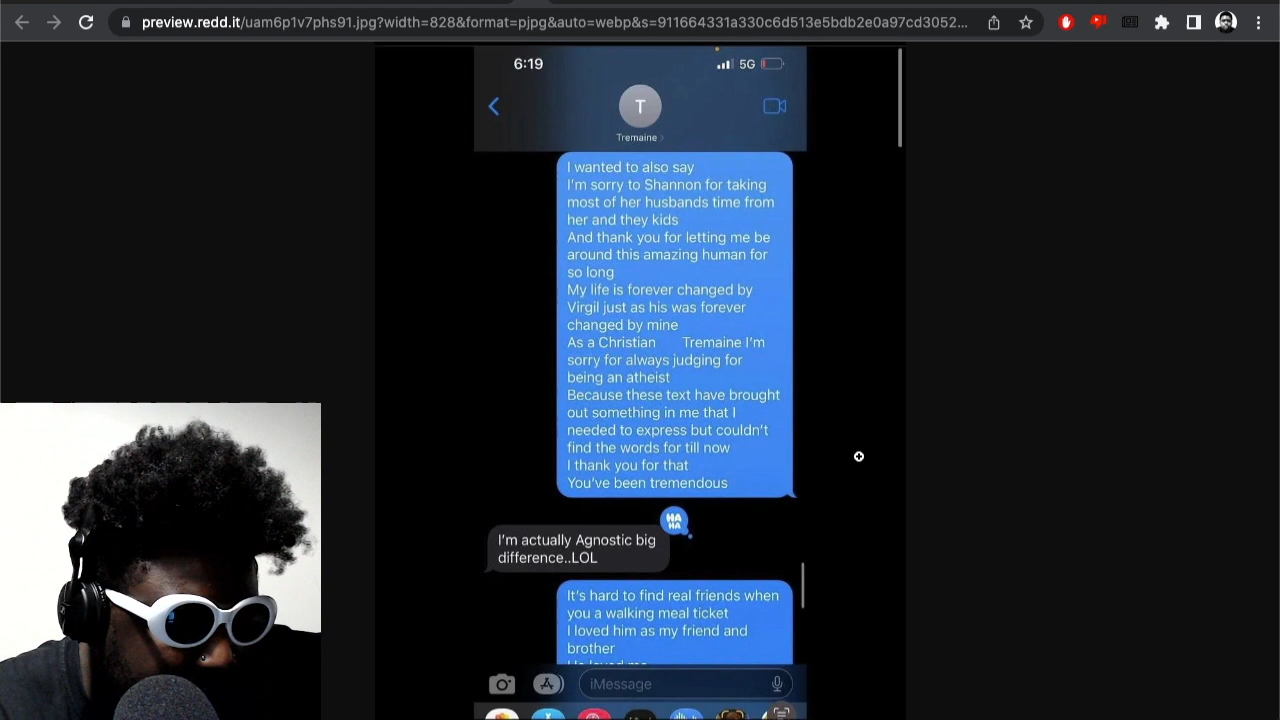 preview.redd.it/uam6p1v7phs91.jpg?width=828&format=pjpg&auto=webp&s=911664331a330c6d513e5bdb2e0a97cd3052...
6:19
5G
T
Tremaine
I wanted to also say
I'm sorry to Shannon for taking
most of her husbands time from
her and they kids
And thank you for letting me be
around this amazing human for
so long
My life is forever changed by
Virgil just as his was forever
changed by mine
As a Christian Tremaine I'm
sorry for always judging for
being an atheist
Because these text have brought
out something in me that I
needed to express but couldn't
find the words for till now
I thank you for that
You've been tremendous
HA
HA
I'm actually Agnostic big
difference..LOL
It's hard to find real friends when
you a walking meal ticket
I loved him as my friend and
brother
He loved me
iMessage